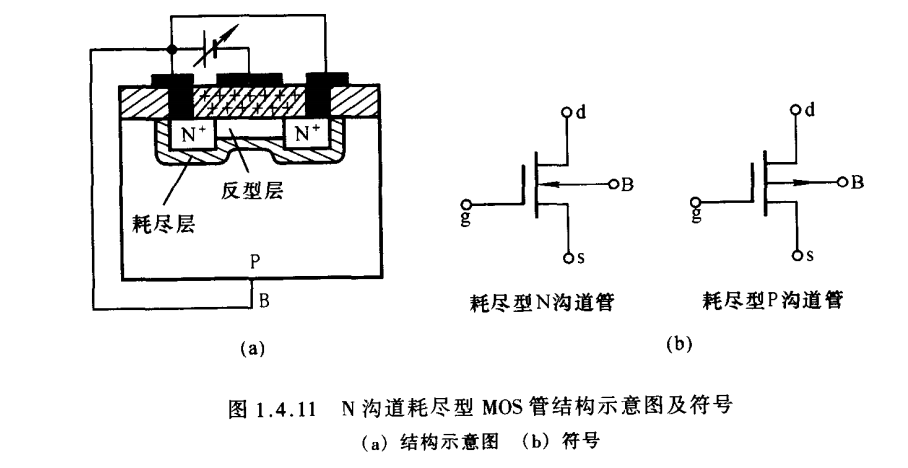 N⁺ N⁺
反型层
耗尽层
P
B
(a)
d
B
g
s
耗尽型N沟道管
d
B
g
s
耗尽型P沟道管
(b)
图 1.4.11 N 沟道耗尽型 MOS 管结构示意图及符号
(a) 结构示意图 (b) 符号